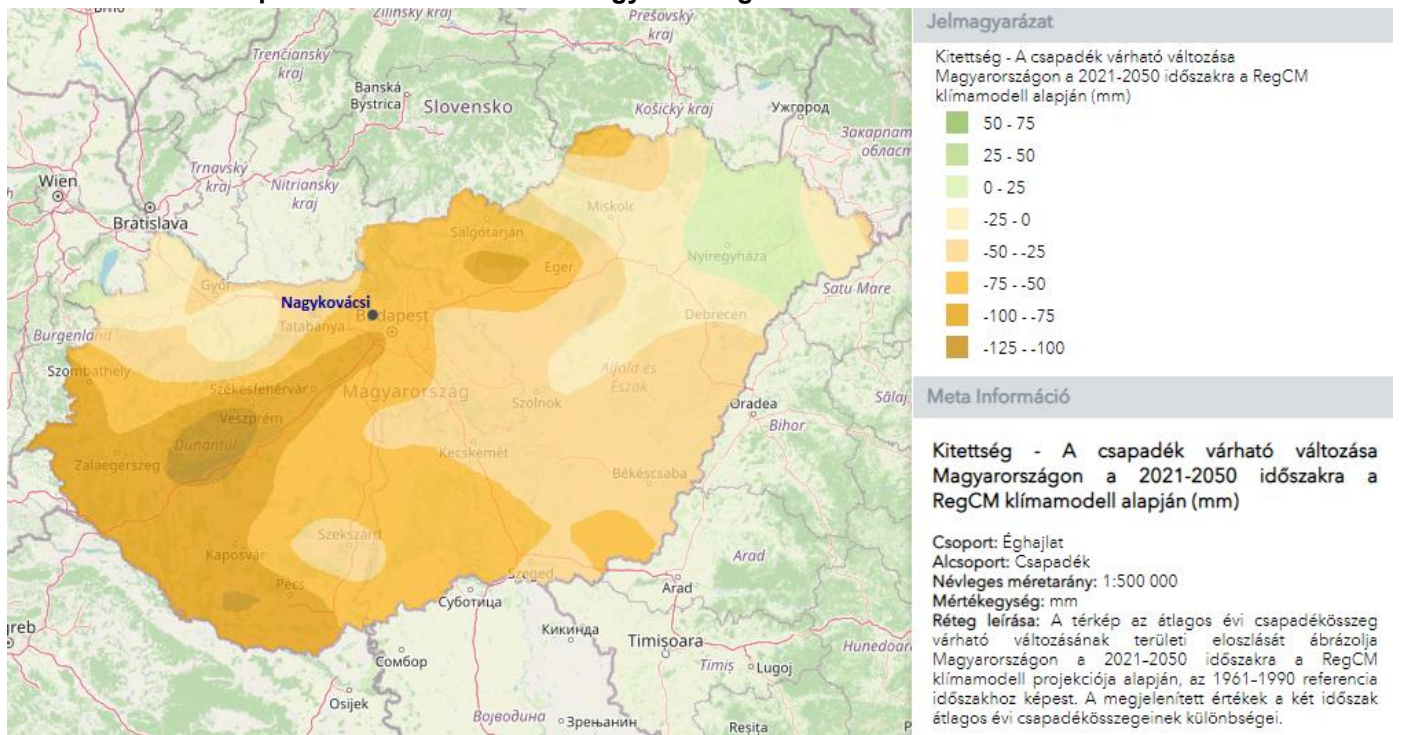 Zilinský kraj
Prešovský
kraj
Trenčiansky
kraj
Banská
Bystrica
Slovensko
Košický kraj
Ужгород
Закарпат
област
Trnavský
kraj
Nitriansky
kraj
Wien
Bratislava
Miskolc
Salgótarján
Eger
Nyíregyháza
Satu Mare
Győr
Nagykovácsi
Budapest
Tatabánya
Debrecen
Burgenland
Szombathely
Székesfehérvár
Magyarország
Alföld és
Észak
Szolnok
Oradea
Bihor
Sălaj
Veszprém
Dunántúl
Zalaegerszeg
Kecskemét
Békéscsaba
Kaposvár
Szekszárd
Pécs
Szeged
Arad
Arad
Суботица
Кикинда
Timișoara
Timiș
Lugoj
Hunedoar
Сомбор
Osijek
Војводина
Зрењанин
Reșița
greb
Jelmagyarázat
Kitettség - A csapadék várható változása
Magyarországon a 2021-2050 időszakra a RegCM
klímamodell alapján (mm)
50 - 75
25 - 50
0 - 25
-25 - 0
-50 - -25
-75 - -50
-100 - -75
-125 - -100
Meta Információ
Kitettség - A csapadék várható változása
Magyarországon a 2021-2050 időszakra a
RegCM klímamodell alapján (mm)
Csoport: Éghajlat
Alcsoport: Csapadék
Névleges méretarány: 1:500 000
Mértékegység: mm
Réteg leírása: A térkép az átlagos évi csapadékösszeg
várható változásának területi eloszlását ábrázolja
Magyarországon a 2021-2050 időszakra a RegCM
klímamodell projekciója alapján, az 1961-1990 referencia
időszakhoz képest. A megjelenített értékek a két időszak
átlagos évi csapadékösszegeinek különbségei.